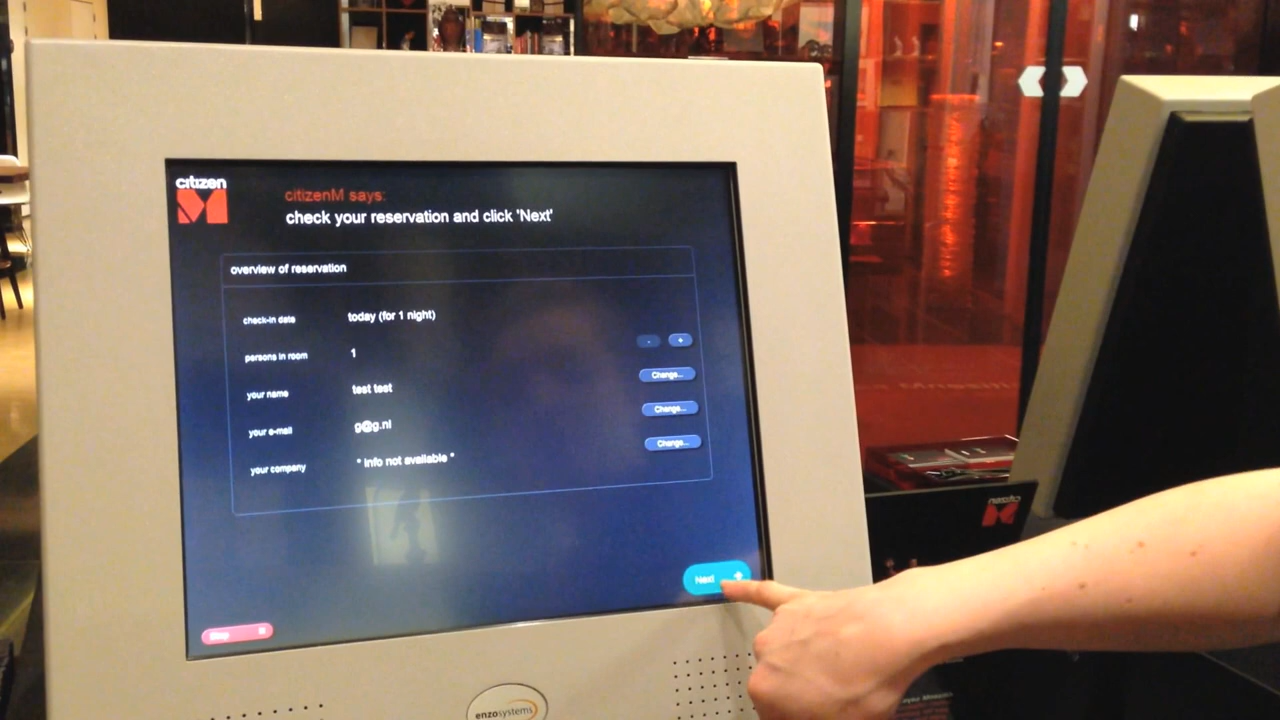 citizen
M
citizenM says:
check your reservation and click 'Next'
overview of reservation
check-in date today (for 1 night)
persons in room 1 - +
your name test test Change...
your e-mail g@g.nl Change...
your company * info not available * Change...
Next
Stop
enzosystems